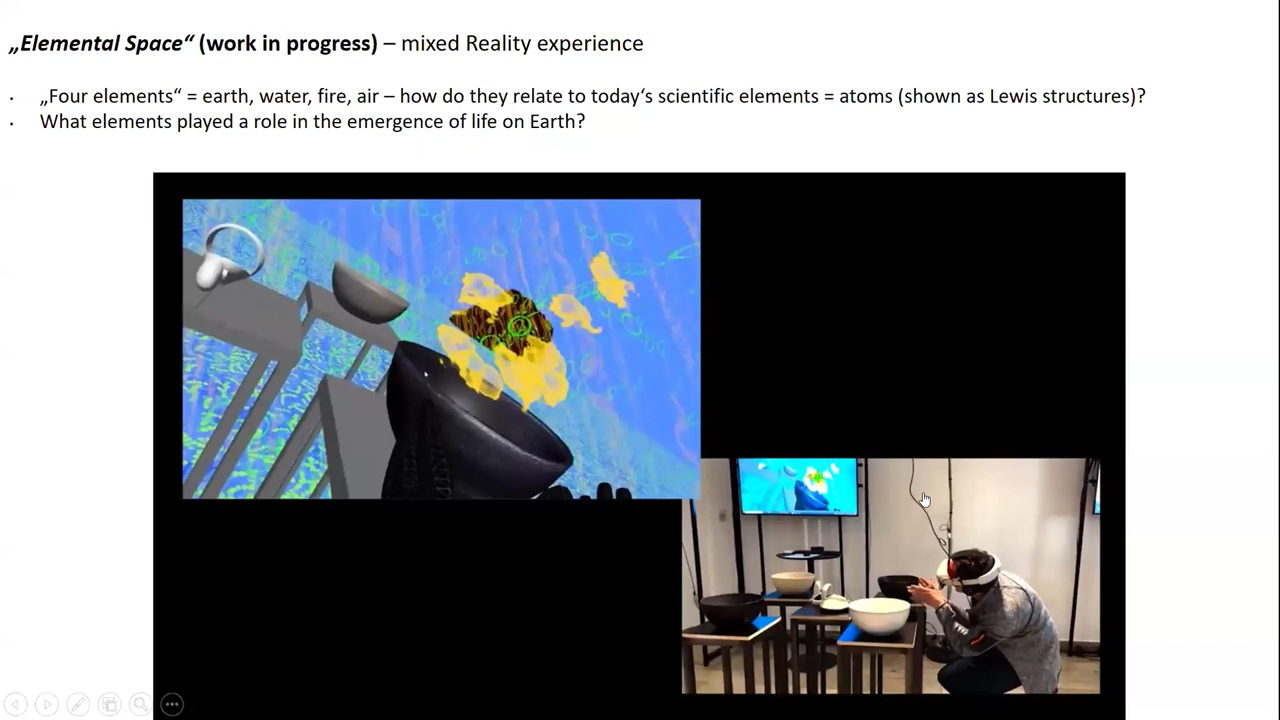 „Elemental Space“ (work in progress) – mixed Reality experience
„Four elements“ = earth, water, fire, air – how do they relate to today‘s scientific elements = atoms (shown as Lewis structures)?
What elements played a role in the emergence of life on Earth?